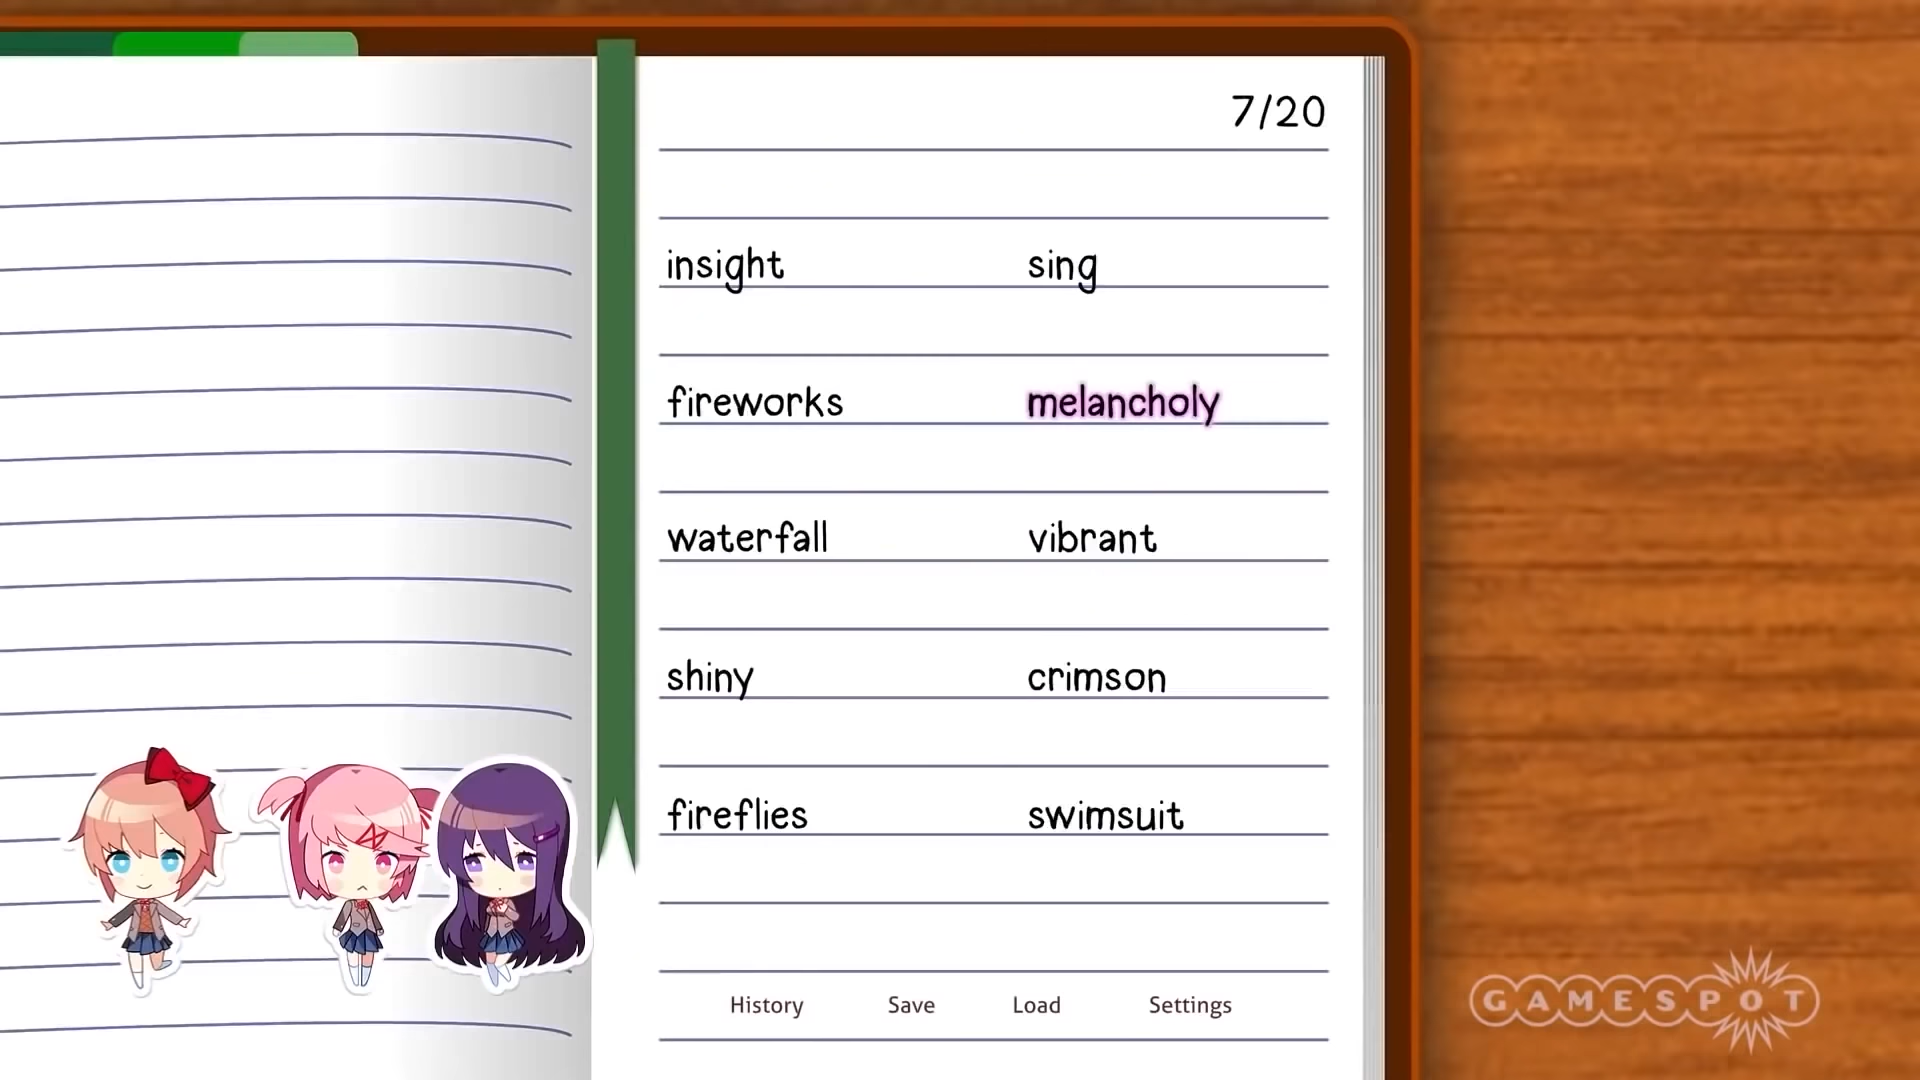 7/20
insight sing
fireworks melancholy
waterfall vibrant
shiny crimson
fireflies swimsuit
History Save Load Settings
GAMESPOT